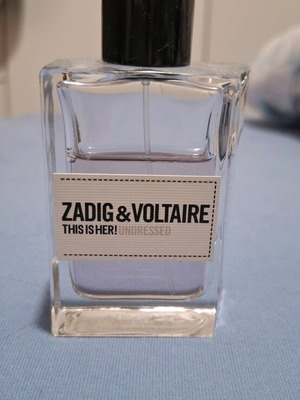 ZADIG & VOLTAIRE
THIS IS HER! UNDRESSED